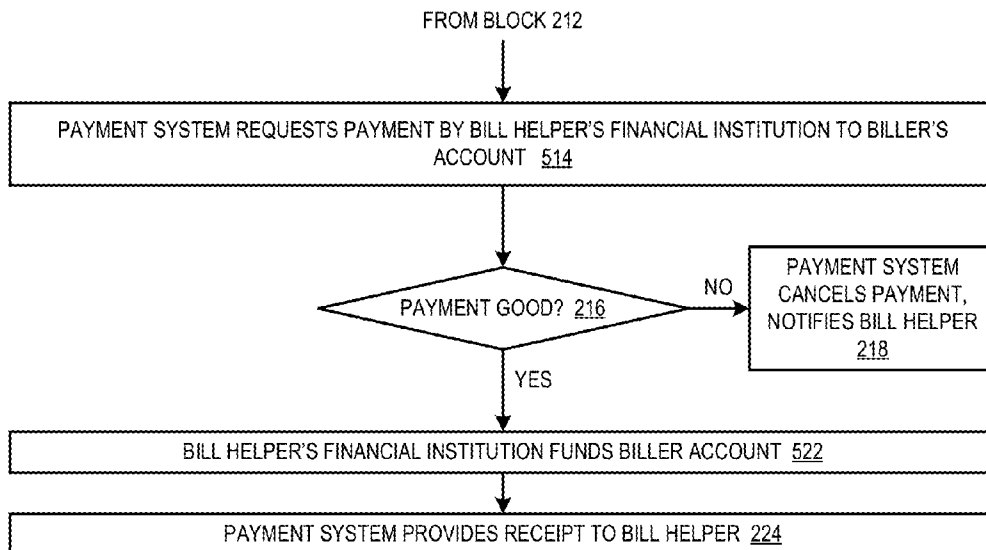 FROM BLOCK 212
PAYMENT SYSTEM REQUESTS PAYMENT BY BILL HELPER'S FINANCIAL INSTITUTION TO BILLER'S
ACCOUNT 514
PAYMENT GOOD? 216
NO
PAYMENT SYSTEM
CANCELS PAYMENT,
NOTIFIES BILL HELPER
218
YES
BILL HELPER'S FINANCIAL INSTITUTION FUNDS BILLER ACCOUNT 522
PAYMENT SYSTEM PROVIDES RECEIPT TO BILL HELPER 224